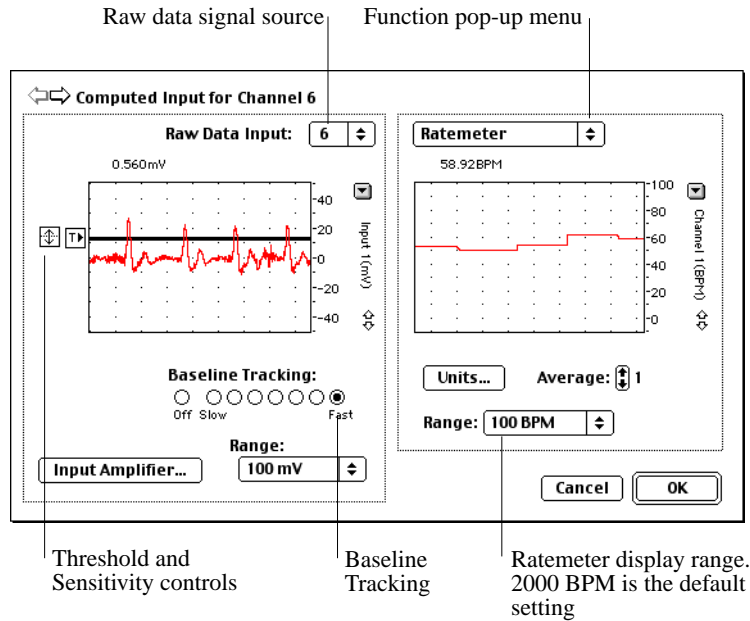 Raw data signal source
Function pop-up menu
Computed Input for Channel 6
Raw Data Input: 6
Ratemeter
0.560mV
58.92BPM
T
40
20
0
-20
-40
Input 1(mV)
100
80
60
40
20
0
Channel 1(BPM)
Baseline Tracking:
Off Slow Fast
Units...
Average: 1
Range: 100 BPM
Range:
Input Amplifier...
100 mV
Cancel
OK
Threshold and
Sensitivity controls
Baseline
Tracking
Ratemeter display range.
2000 BPM is the default
setting